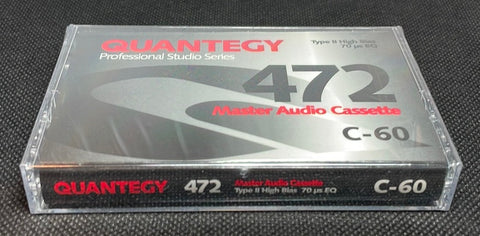 QUANTEGY
Professional Studio Series
Type II High Bias
70 µs EQ
472
Master Audio Cassette
C-60
QUANTEGY 472 Master Audio Cassette C-60
Type II High Bias 70 µs EQ